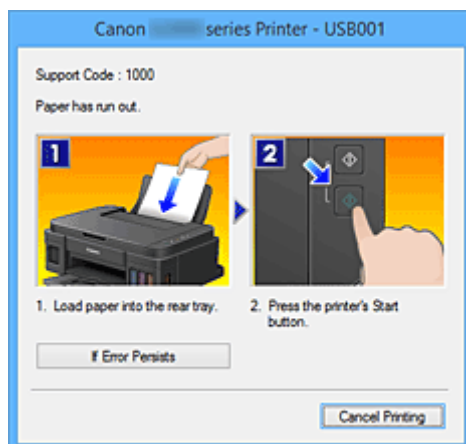 Canon series Printer - USB001
Support Code : 1000
Paper has run out.
1
2
1. Load paper into the rear tray.
2. Press the printer's Start
button.
If Error Persists
Cancel Printing